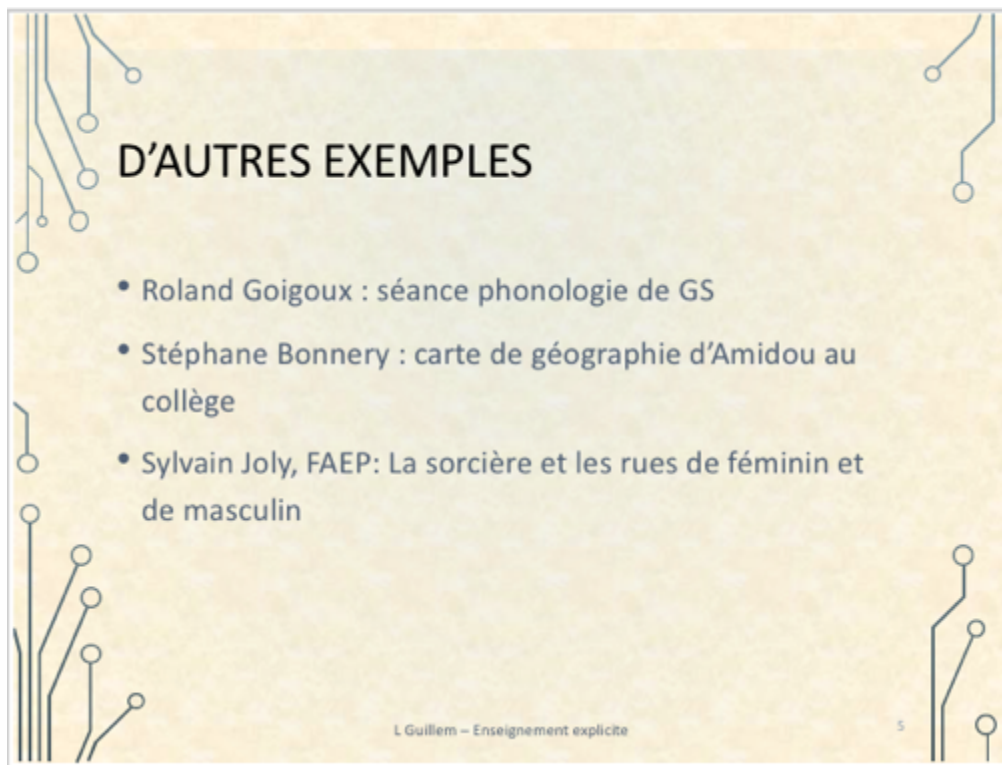 D'AUTRES EXEMPLES
• Roland Goigoux : séance phonologie de GS
• Stéphane Bonnery : carte de géographie d'Amidou au
collège
• Sylvain Joly, FAEP: La sorcière et les rues de féminin et
de masculin
L Guillem – Enseignement explicite
5